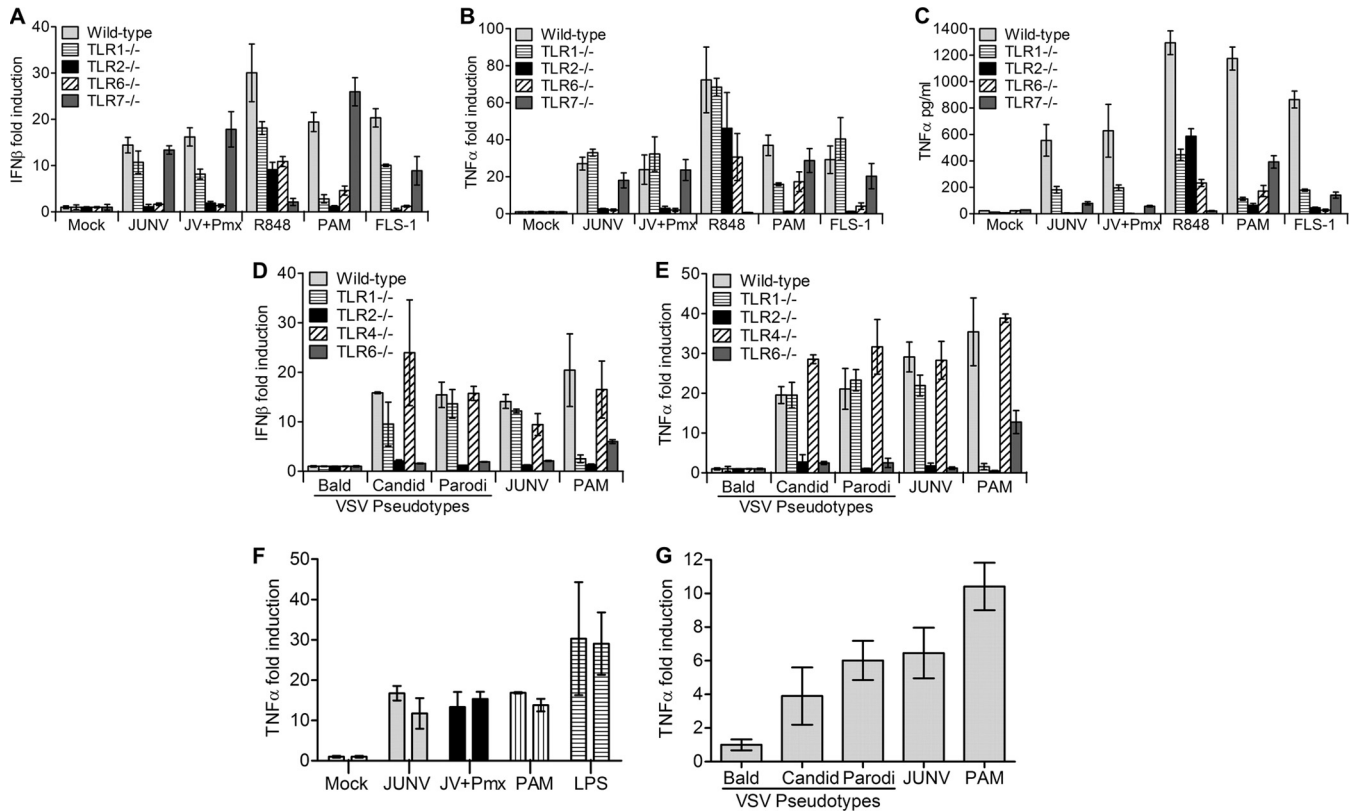 A
IFNβ fold induction
40
30
20
10
0
Wild-type
TLR1-/-
TLR2-/-
TLR6-/-
TLR7-/-
Mock JUNV JV+Pmx R848 PAM FLS-1
B
TNFα fold induction
100
80
60
40
20
0
Wild-type
TLR1-/-
TLR2-/-
TLR6-/-
TLR7-/-
Mock JUNV JV+Pmx R848 PAM FLS-1
C
TNFα pg/ml
1400
1200
1000
800
600
400
200
0
Wild-type
TLR1-/-
TLR2-/-
TLR6-/-
TLR7-/-
Mock JUNV JV+Pmx R848 PAM FLS-1
D
IFNβ fold induction
40
30
20
10
0
Wild-type
TLR1-/-
TLR2-/-
TLR4-/-
TLR6-/-
Bald Candid Parodi JUNV PAM
VSV Pseudotypes
E
TNFα fold induction
50
40
30
20
10
0
Wild-type
TLR1-/-
TLR2-/-
TLR4-/-
TLR6-/-
Bald Candid Parodi JUNV PAM
VSV Pseudotypes
F
TNFα fold induction
50
40
30
20
10
0
Mock JUNV JV+Pmx PAM LPS
G
TNFα fold induction
12
10
8
6
4
2
0
Bald Candid Parodi JUNV PAM
VSV Pseudotypes